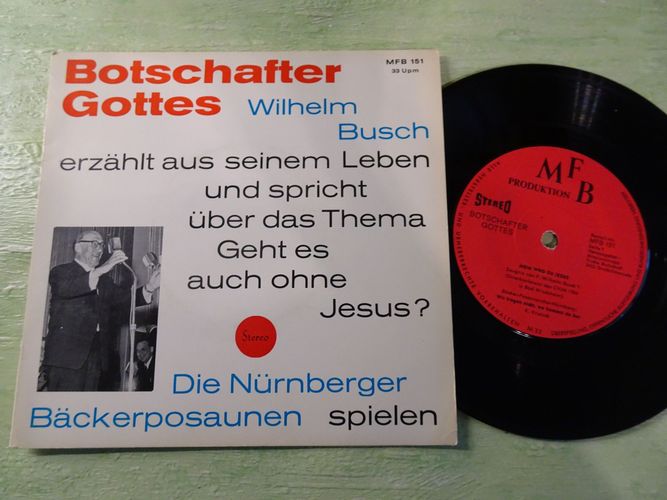 Botschafter
Gottes
Wilhelm
Busch
MFB 151
33 Upm
erzählt aus seinem Leben
und spricht
über das Thema
Geht es
auch ohne
Jesus?
Stereo
Die Nürnberger
Bäckerposaunen spielen
M F B
PRODUKTION
STEREO
BOTSCHAFTER
GOTTES
MFB 151